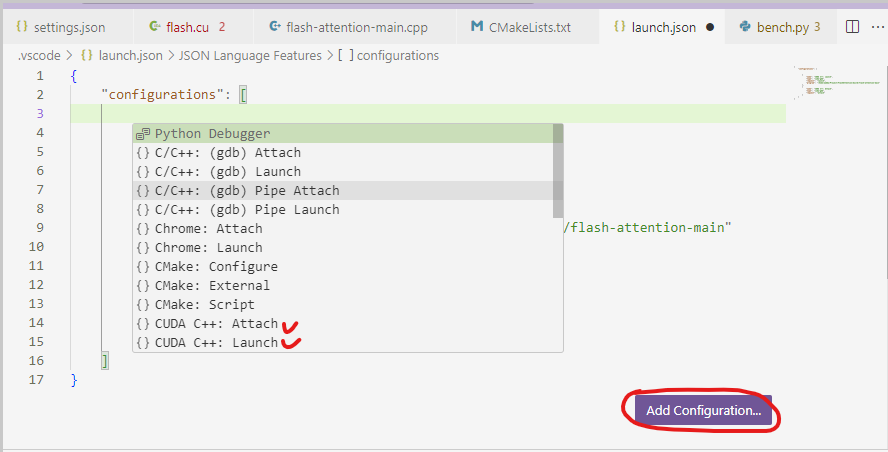 settings.json flash.cu 2 flash-attention-main.cpp CMakeLists.txt {} launch.json ● bench.py 3 ...
.vscode > {} launch.json > JSON Language Features > [ ] configurations
1 {
2 "configurations": [
3
4 Python Debugger
5 {} C/C++: (gdb) Attach
6 {} C/C++: (gdb) Launch
7 {} C/C++: (gdb) Pipe Attach
8 {} C/C++: (gdb) Pipe Launch
9 {} Chrome: Attach /flash-attention-main"
10 {} Chrome: Launch
11 {} CMake: Configure
12 {} CMake: External
13 {} CMake: Script
14 {} CUDA C++: Attach
15 {} CUDA C++: Launch
16 ]
17 }
Add Configuration...